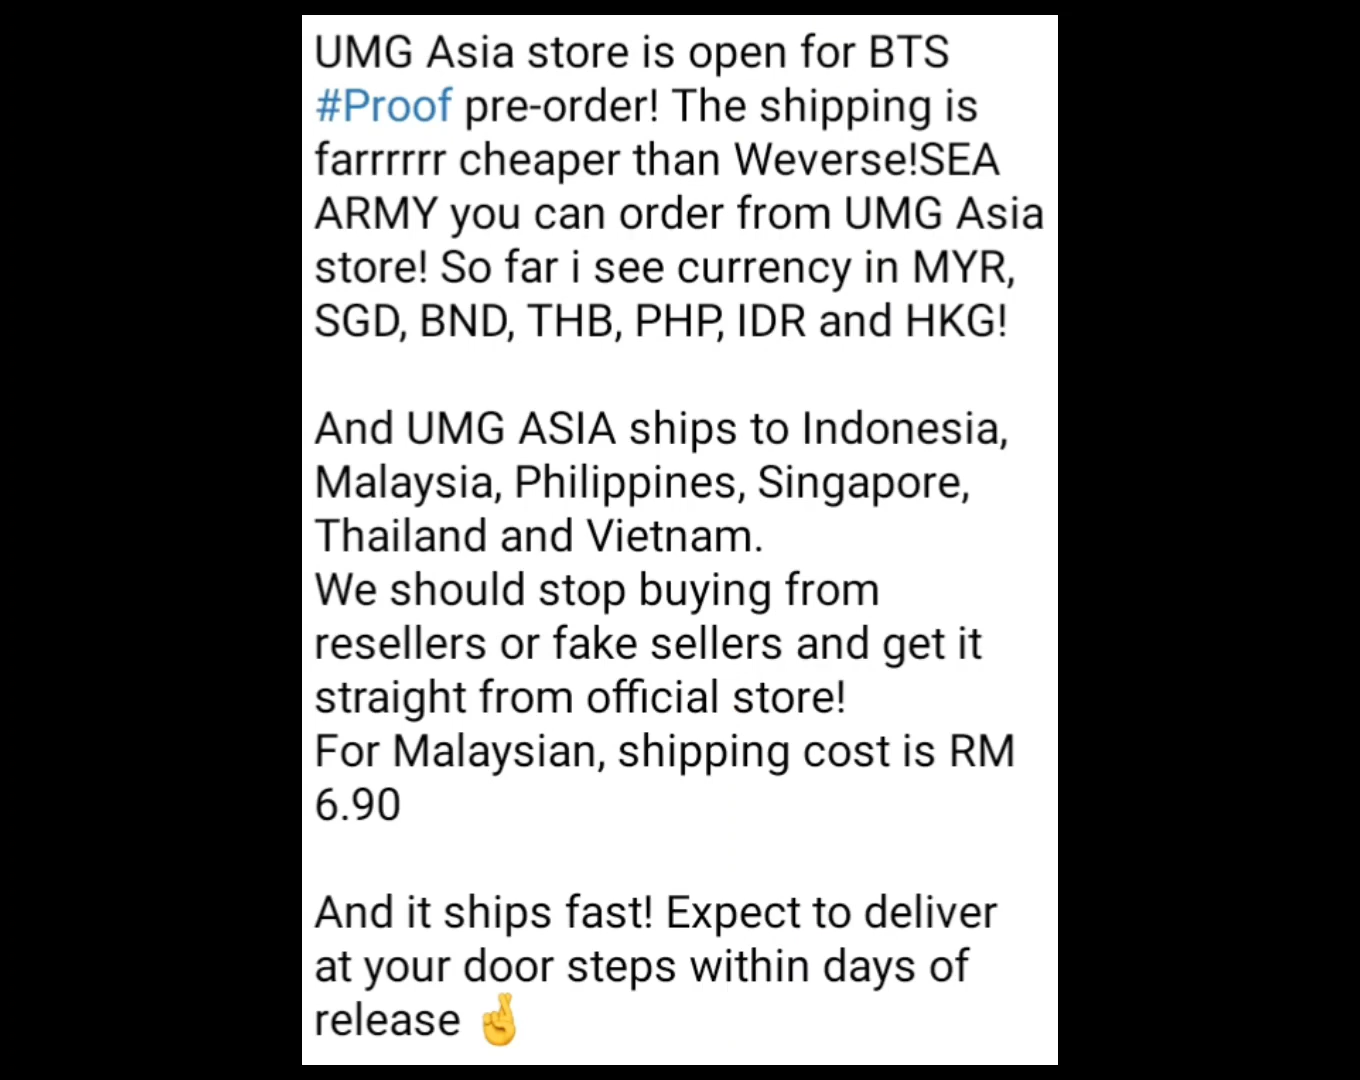 UMG Asia store is open for BTS
#Proof pre-order! The shipping is
farrrrrr cheaper than Weverse!SEA
ARMY you can order from UMG Asia
store! So far i see currency in MYR,
SGD, BND, THB, PHP, IDR and HKG!
And UMG ASIA ships to Indonesia,
Malaysia, Philippines, Singapore,
Thailand and Vietnam.
We should stop buying from
resellers or fake sellers and get it
straight from official store!
For Malaysian, shipping cost is RM
6.90
And it ships fast! Expect to deliver
at your door steps within days of
release 🤞